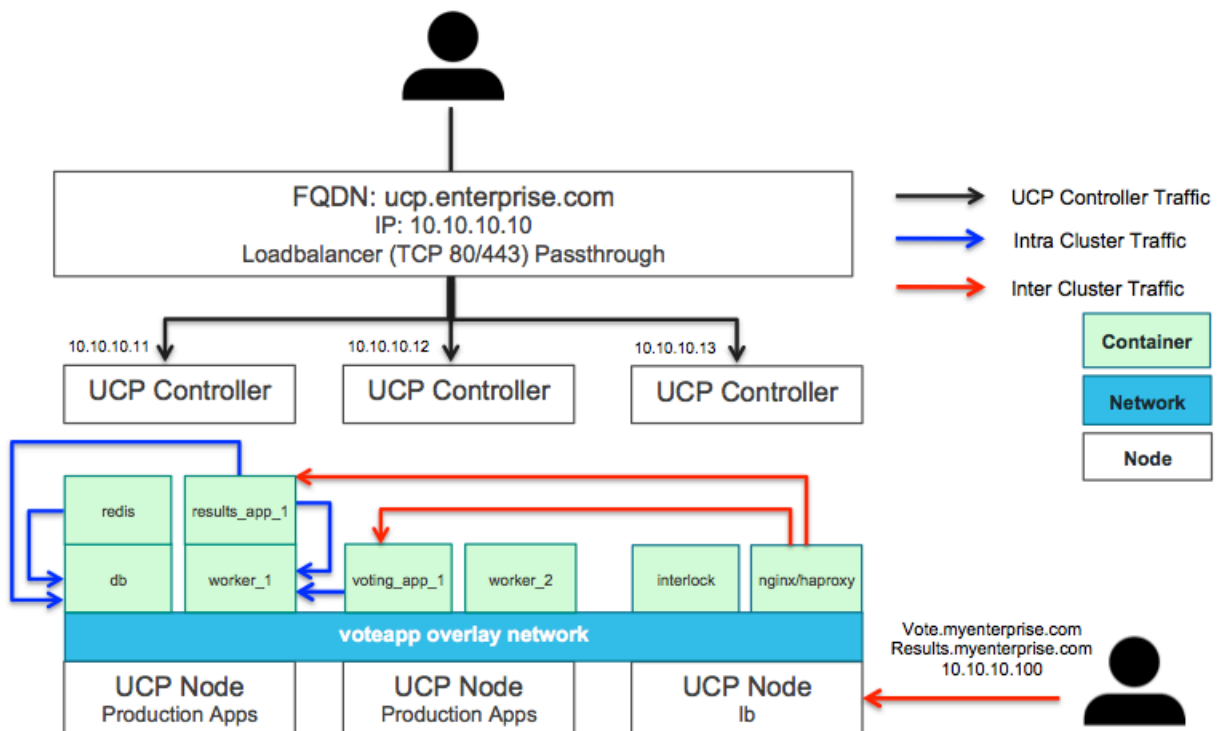 FQDN: ucp.enterprise.com
IP: 10.10.10.10
Loadbalancer (TCP 80/443) Passthrough
UCP Controller Traffic
Intra Cluster Traffic
Inter Cluster Traffic
Container
Network
Node
10.10.10.11
10.10.10.12
10.10.10.13
UCP Controller
UCP Controller
UCP Controller
redis
results_app_1
db
worker_1
voting_app_1
worker_2
interlock
nginx/haproxy
voteapp overlay network
Vote.myenterprise.com
Results.myenterprise.com
10.10.10.100
UCP Node
Production Apps
UCP Node
Production Apps
UCP Node
lb